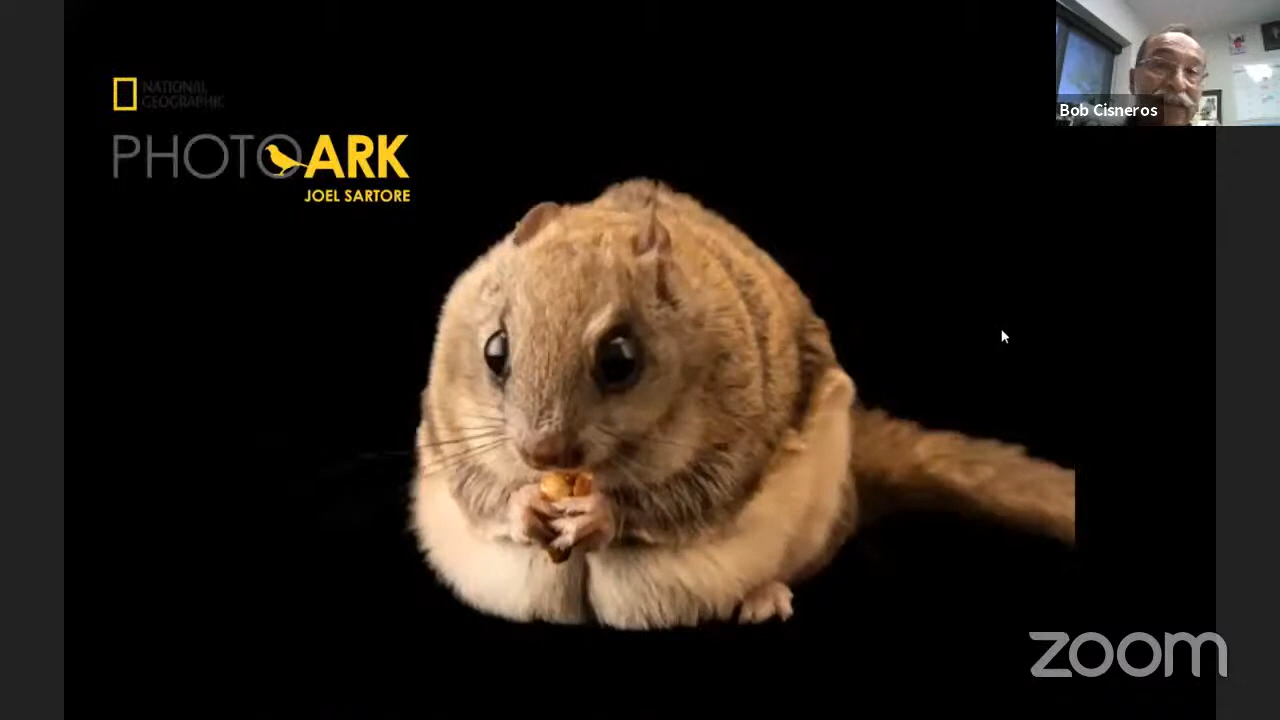 NATIONAL
GEOGRAPHIC
PHOTO ARK
JOEL SARTORE
Bob Cisneros
zoom